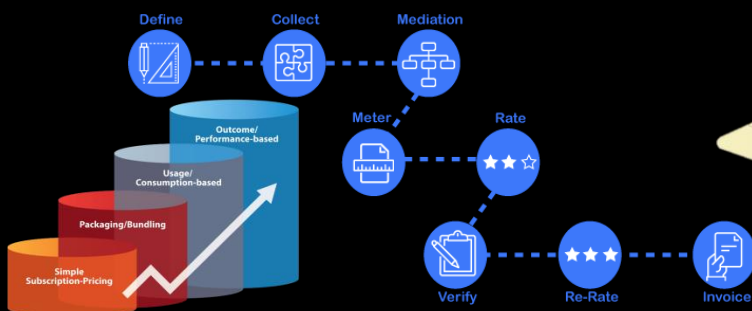 Define
Collect
Mediation
Meter
Rate
Verify
Re-Rate
Invoice
Outcome/
Performance-based
Usage/
Consumption-based
Packaging/Bundling
Simple
Subscription-Pricing